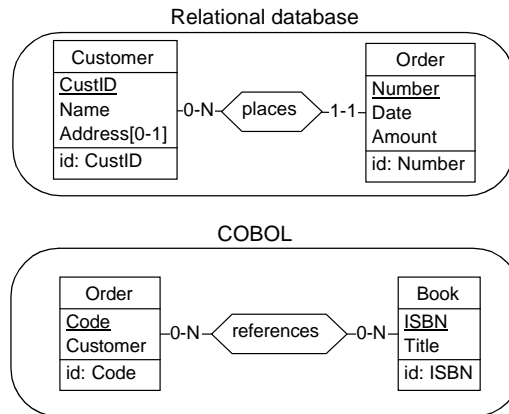 Relational database
Customer
CustID
Name
Address[0-1]
id: CustID
0-N
places
1-1
Order
Number
Date
Amount
id: Number
COBOL
Order
Code
Customer
id: Code
0-N
references
0-N
Book
ISBN
Title
id: ISBN